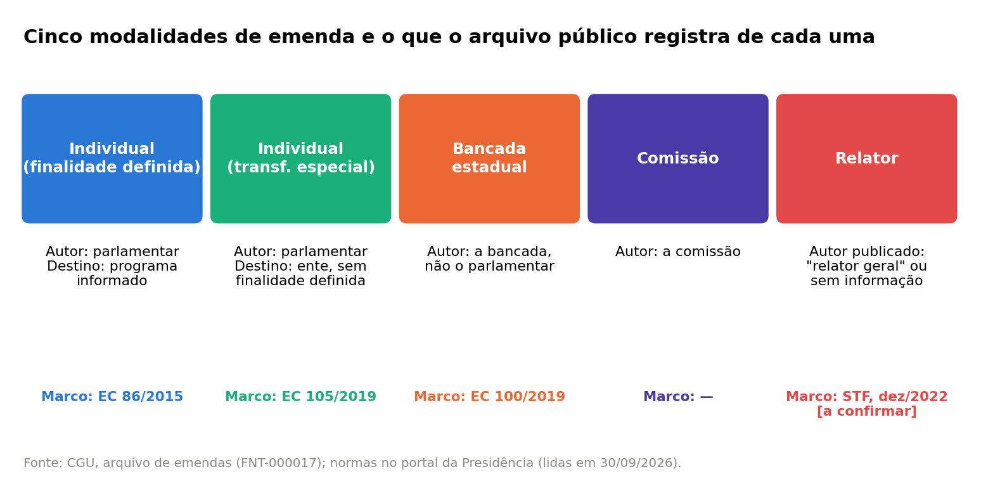 Cinco modalidades de emenda e o que o arquivo público registra de cada uma
Individual
(finalidade definida)
Individual
(transf. especial)
Bancada
estadual
Comissão
Relator
Autor: parlamentar
Destino: programa
informado
Autor: parlamentar
Destino: ente, sem
finalidade definida
Autor: a bancada,
não o parlamentar
Autor: a comissão
Autor publicado:
"relator geral" ou
sem informação
Marco: EC 86/2015
Marco: EC 105/2019
Marco: EC 100/2019
Marco: —
Marco: STF, dez/2022
[a confirmar]
Fonte: CGU, arquivo de emendas (FNT-000017); normas no portal da Presidência (lidas em 30/09/2026).